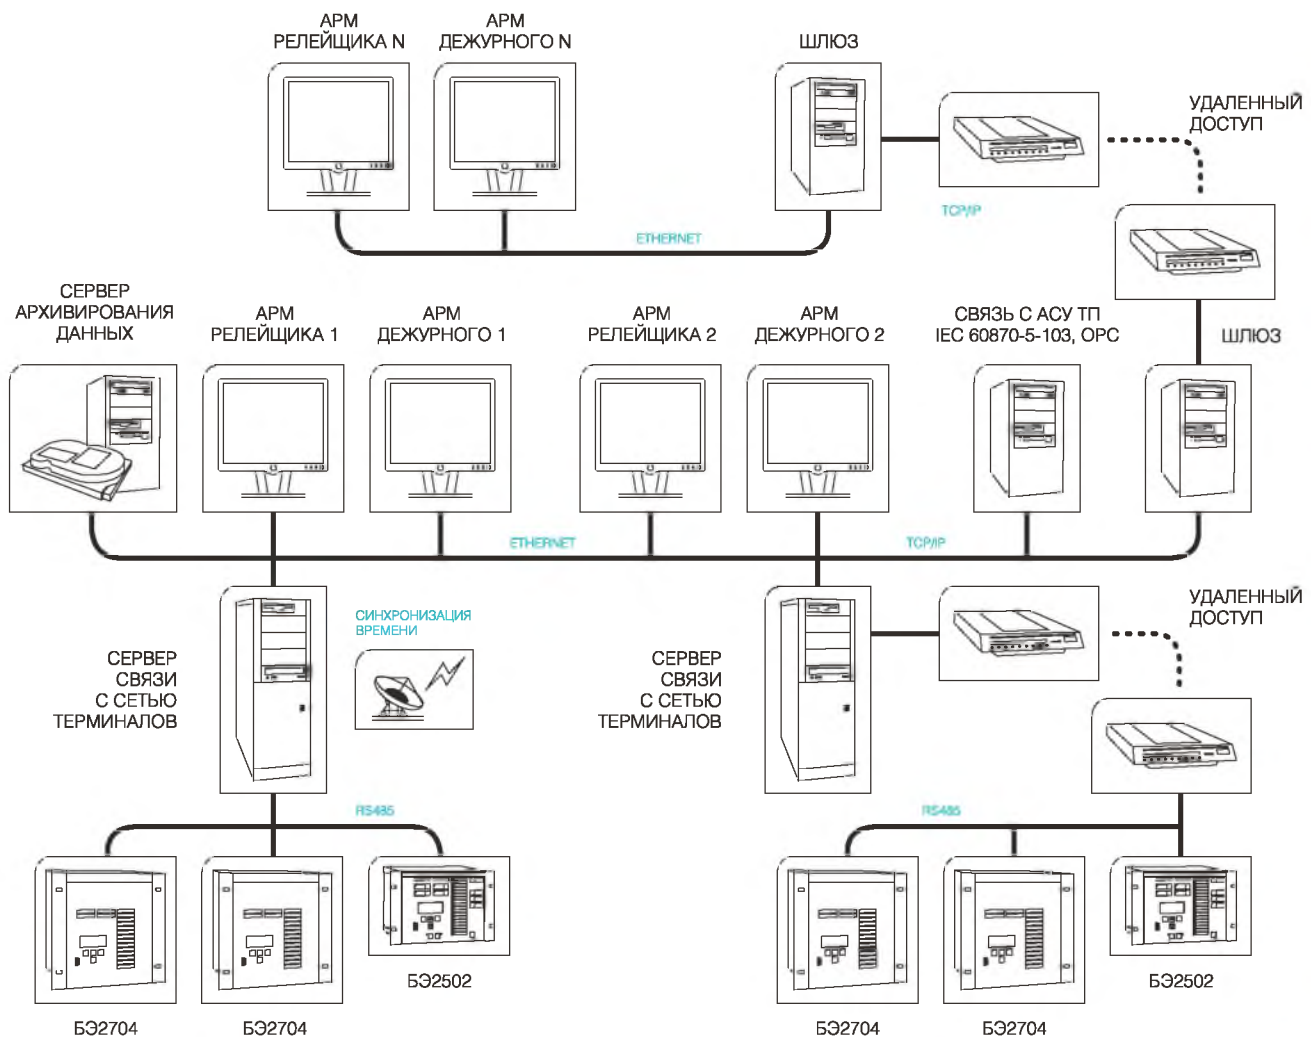 АРМ
РЕЛЕЙЩИКА N
АРМ
ДЕЖУРНОГО N
ШЛЮЗ
УДАЛЕННЫЙ
ДОСТУП
TCP/IP
ETHERNET
СЕРВЕР
АРХИВИРОВАНИЯ
ДАННЫХ
АРМ
РЕЛЕЙЩИКА 1
АРМ
ДЕЖУРНОГО 1
АРМ
РЕЛЕЙЩИКА 2
АРМ
ДЕЖУРНОГО 2
СВЯЗЬ С АСУ ТП
IEC 60870-5-103, OPC
ШЛЮЗ
ETHERNET
TCP/IP
СИНХРОНИЗАЦИЯ
ВРЕМЕНИ
УДАЛЕННЫЙ
ДОСТУП
СЕРВЕР
СВЯЗИ
С СЕТЬЮ
ТЕРМИНАЛОВ
СЕРВЕР
СВЯЗИ
С СЕТЬЮ
ТЕРМИНАЛОВ
RS485
RS485
БЭ2502
БЭ2502
БЭ2704
БЭ2704
БЭ2704
БЭ2704